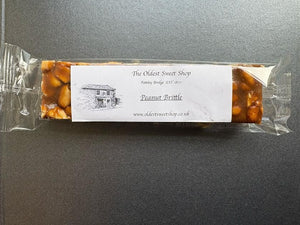 The Oldest Sweet Shop
Pateley Bridge EST. 1827
Peanut Brittle
www.oldestsweetshop.co.uk